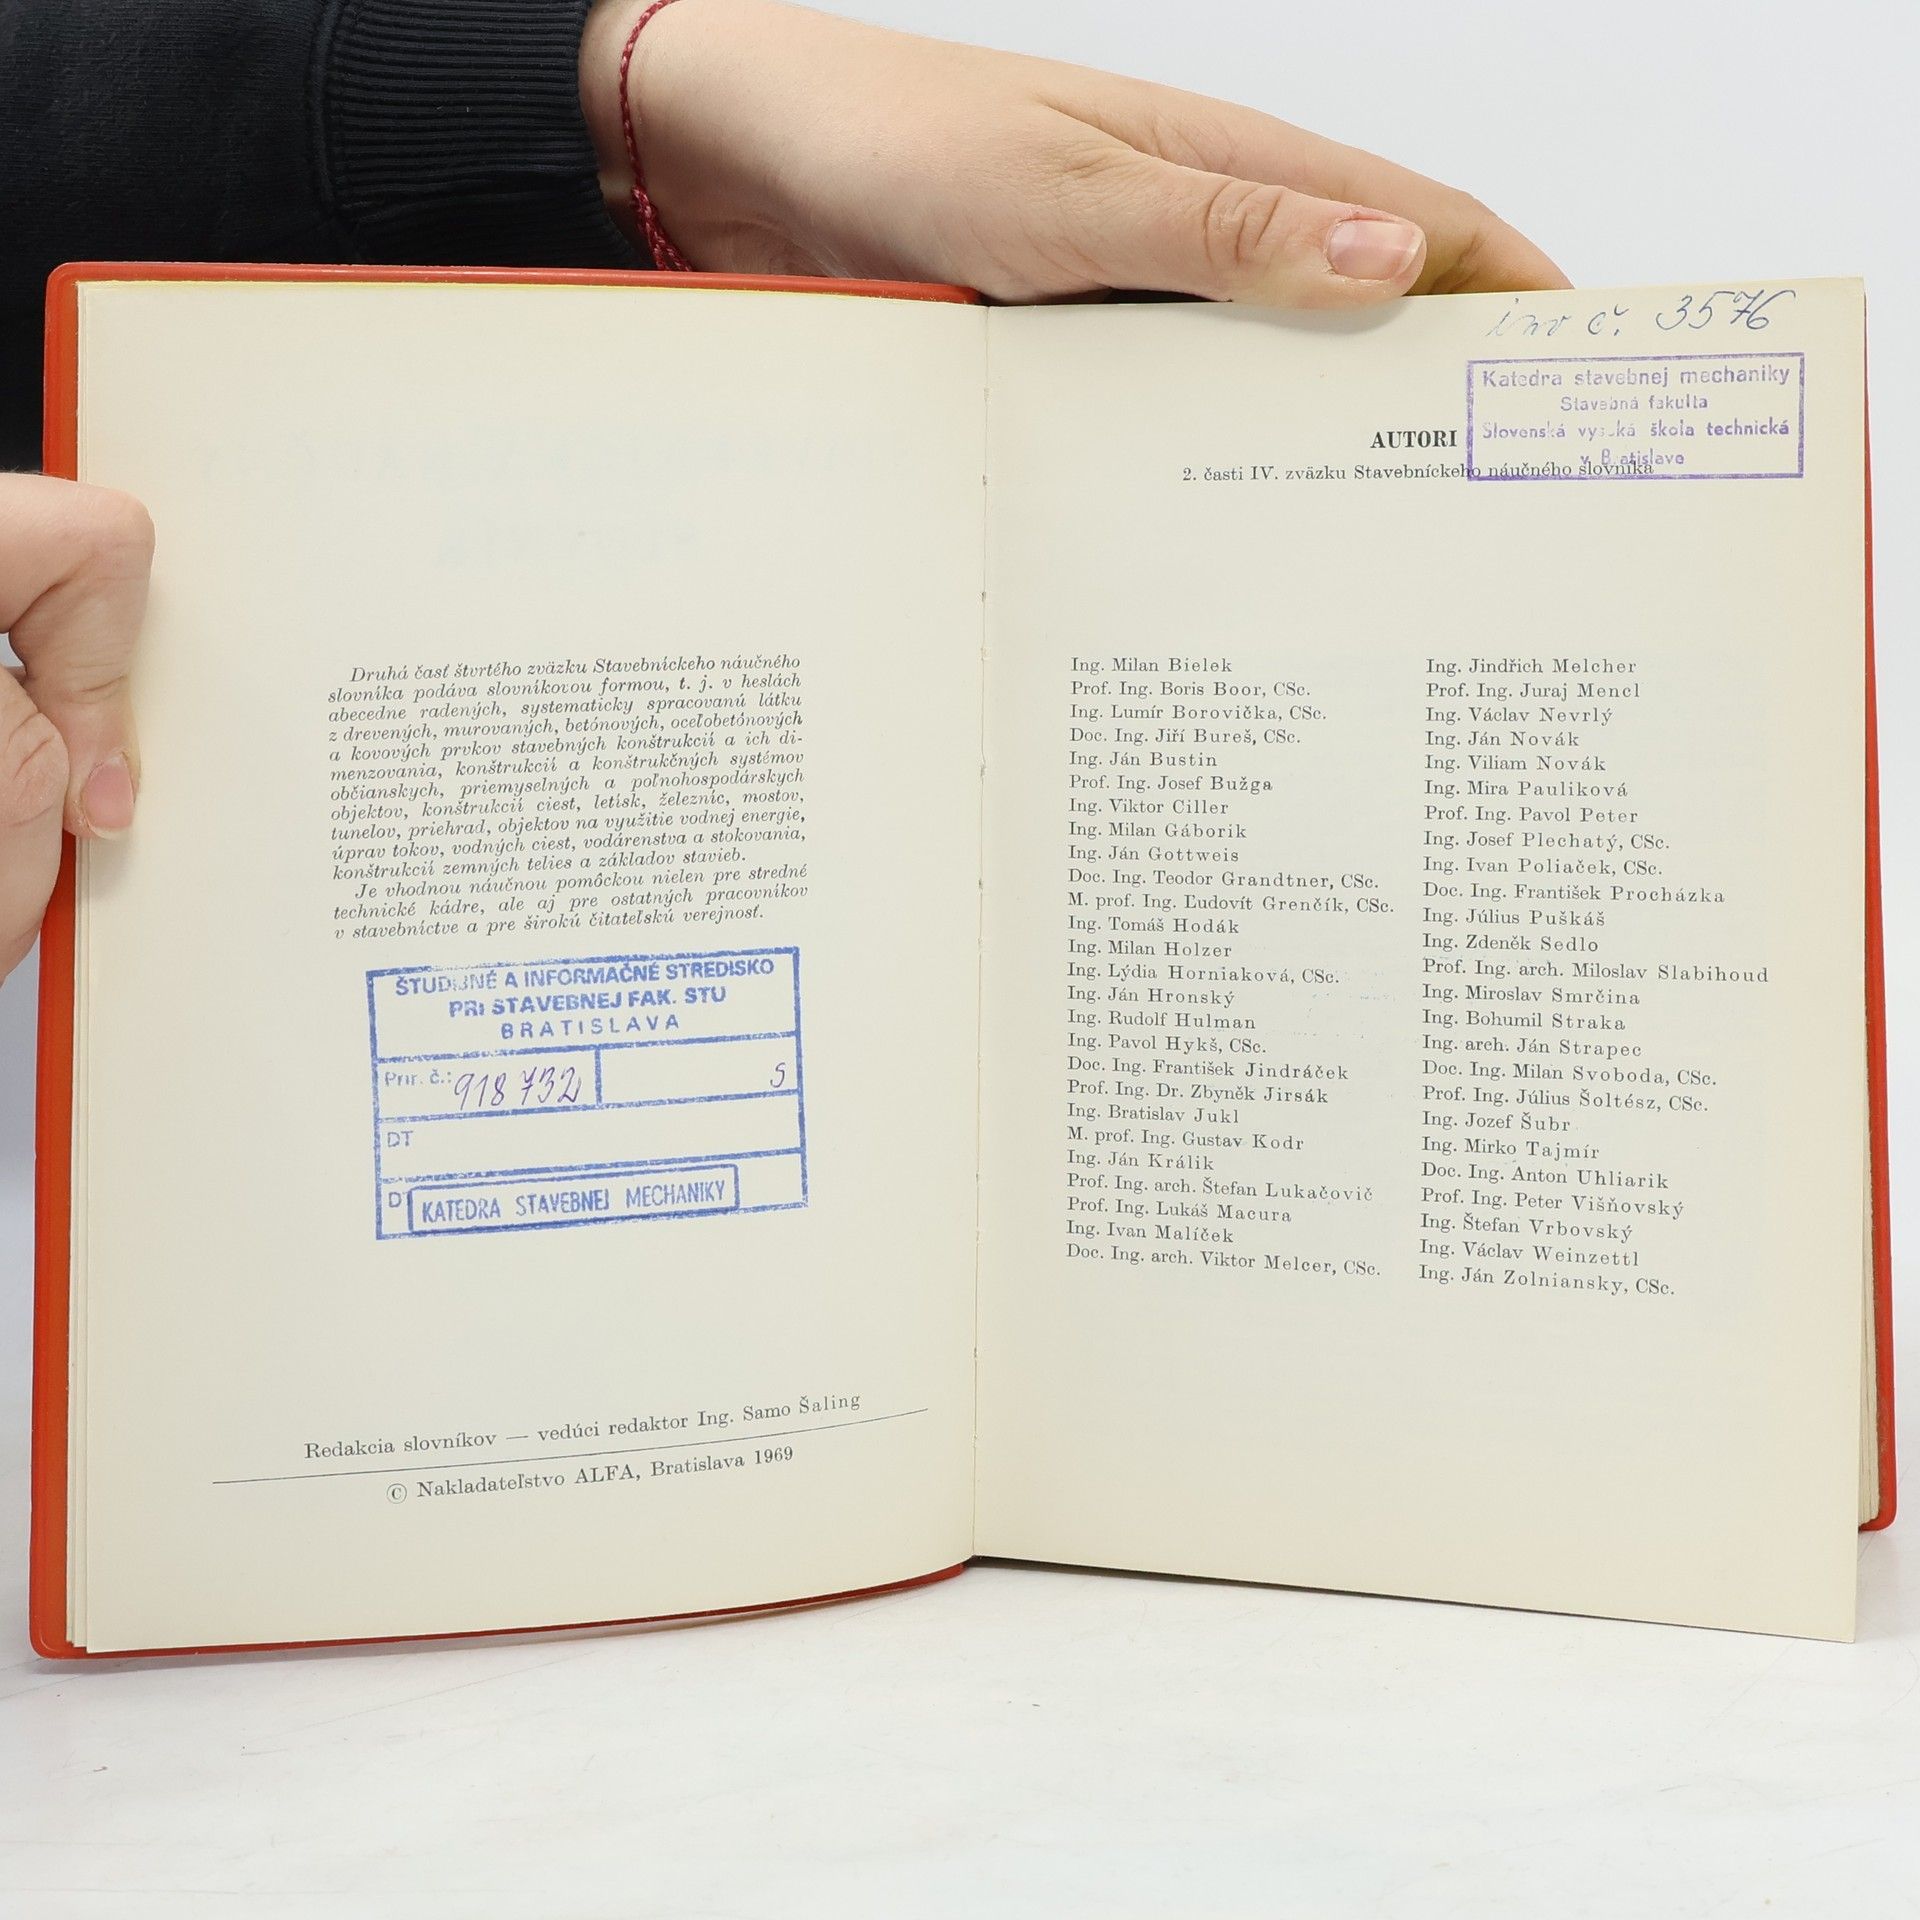 Druhá časť štvrtého zväzku Stavebníckeho náučného
slovníka podáva slovníkovou formou, t. j. v heslách
abecedne radených, systematicky spracovanú látku
z drevených, murovaných, betónových, oceľobetónových
a kovových prvkov stavebných konštrukcií a ich di-
menzovania, konštrukcií a konštrukčných systémov
občianskych, priemyselných a poľnohospodárskych
objektov, konštrukcií ciest, letísk, železníc, mostov,
tunelov, priehrad, objektov na využitie vodnej energie,
úprav tokov, vodných ciest, vodárenstva a stokovania,
konštrukcií zemných telies a základov stavieb.
Je vhodnou náučnou pomôckou nielen pre stredné
technické kádre, ale aj pre ostatných pracovníkov
v stavebníctve a pre širokú čitateľskú verejnosť.
ŠTUDIJNÉ A INFORMAČNÉ STREDISKO
PRI STAVEBNEJ FAK. STU
BRATISLAVA
Prír. č.: 918 732 S
DT
D
KATEDRA STAVEBNEJ MECHANIKY
Redakcia slovníkov — vedúci redaktor Ing. Samo Šaling
© Nakladateľstvo ALFA, Bratislava 1969
inv č. 3576
Katedra stavebnej mechaniky
Stavebná fakulta
Slovenská vysoká škola technická
v Bratislave
AUTORI
2. časti IV. zväzku Stavebníckeho náučného slovníka
Ing. Milan Bielek
Prof. Ing. Boris Boor, CSc.
Ing. Lumír Borovička, CSc.
Doc. Ing. Jiří Bureš, CSc.
Ing. Ján Bustin
Prof. Ing. Josef Bužga
Ing. Viktor Ciller
Ing. Milan Gáborik
Ing. Ján Gottweis
Doc. Ing. Teodor Grandtner, CSc.
M. prof. Ing. Ľudovít Grenčík, CSc.
Ing. Tomáš Hodák
Ing. Milan Holzer
Ing. Lýdia Horniaková, CSc.
Ing. Ján Hronský
Ing. Rudolf Hulman
Ing. Pavol Hykš, CSc.
Doc. Ing. František Jindráček
Prof. Ing. Dr. Zbyněk Jirsák
Ing. Bratislav Jukl
M. prof. Ing. Gustav Kodr
Ing. Ján Králik
Prof. Ing. arch. Štefan Lukačovič
Prof. Ing. Lukáš Macura
Ing. Ivan Malíček
Doc. Ing. arch. Viktor Melcer, CSc.
Ing. Jindřich Melcher
Prof. Ing. Juraj Mencl
Ing. Václav Nevrlý
Ing. Ján Novák
Ing. Viliam Novák
Ing. Mira Pauliková
Prof. Ing. Pavol Peter
Ing. Josef Plechatý, CSc.
Ing. Ivan Poliaček, CSc.
Doc. Ing. František Procházka
Ing. Július Puškáš
Ing. Zdeněk Sedlo
Prof. Ing. arch. Miloslav Slabihoud
Ing. Miroslav Smrčina
Ing. Bohumil Straka
Ing. arch. Ján Strapec
Doc. Ing. Milan Svoboda, CSc.
Prof. Ing. Július Šoltész, CSc.
Ing. Jozef Šubr
Ing. Mirko Tajmír
Doc. Ing. Anton Uhliarik
Prof. Ing. Peter Višňovský
Ing. Štefan Vrbovský
Ing. Václav Weinzettl
Ing. Ján Zolniansky, CSc.